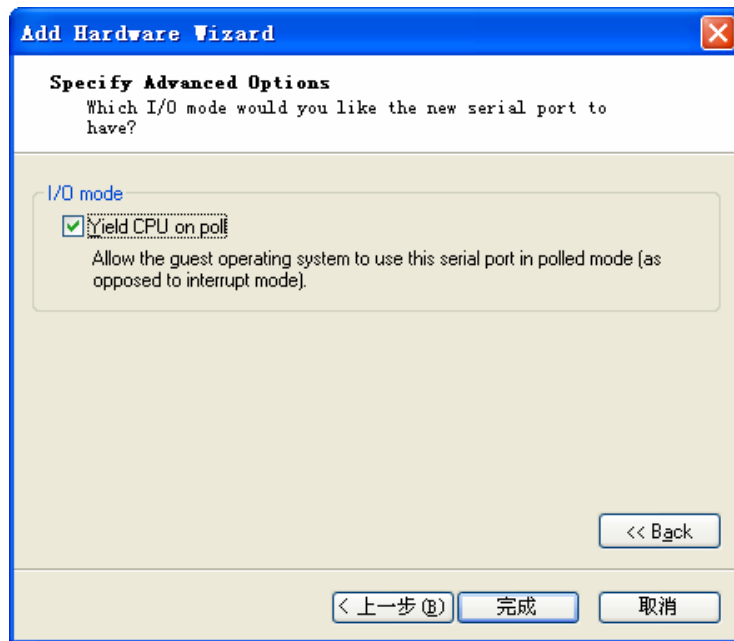 Add Hardware Wizard
Specify Advanced Options
Which I/O mode would you like the new serial port to
have?
I/O mode
Yield CPU on poll
Allow the guest operating system to use this serial port in polled mode (as
opposed to interrupt mode).
<< Back
< 上一步(B)
完成
取消